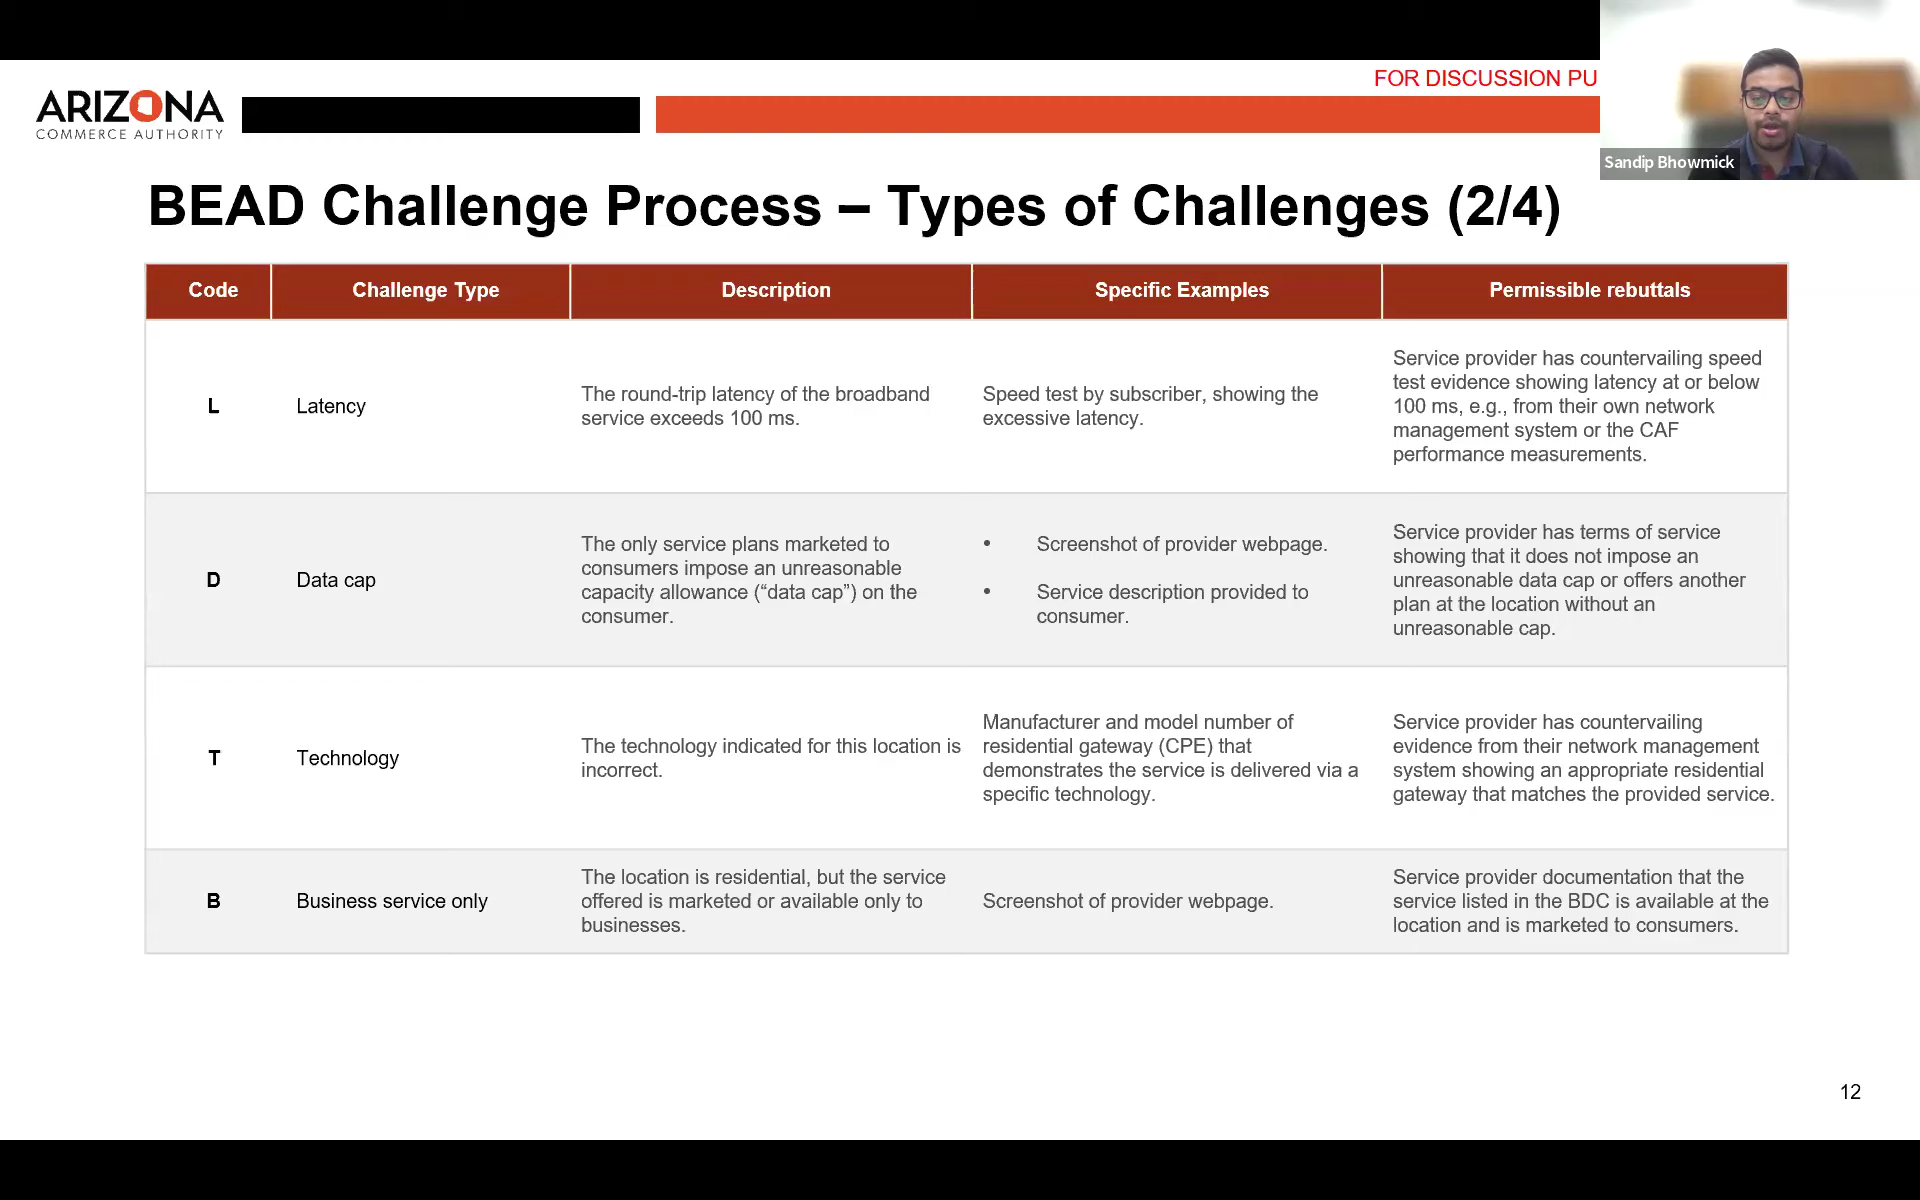 FOR DISCUSSION PU
ARIZONA
COMMERCE AUTHORITY
Sandip Bhowmick
BEAD Challenge Process – Types of Challenges (2/4)
Code
Challenge Type
Description
Specific Examples
Permissible rebuttals
L
Latency
The round-trip latency of the broadband
service exceeds 100 ms.
Speed test by subscriber, showing the
excessive latency.
Service provider has countervailing speed
test evidence showing latency at or below
100 ms, e.g., from their own network
management system or the CAF
performance measurements.
D
Data cap
The only service plans marketed to
consumers impose an unreasonable
capacity allowance (“data cap”) on the
consumer.
• Screenshot of provider webpage.
• Service description provided to
consumer.
Service provider has terms of service
showing that it does not impose an
unreasonable data cap or offers another
plan at the location without an
unreasonable cap.
T
Technology
The technology indicated for this location is
incorrect.
Manufacturer and model number of
residential gateway (CPE) that
demonstrates the service is delivered via a
specific technology.
Service provider has countervailing
evidence from their network management
system showing an appropriate residential
gateway that matches the provided service.
B
Business service only
The location is residential, but the service
offered is marketed or available only to
businesses.
Screenshot of provider webpage.
Service provider documentation that the
service listed in the BDC is available at the
location and is marketed to consumers.
12